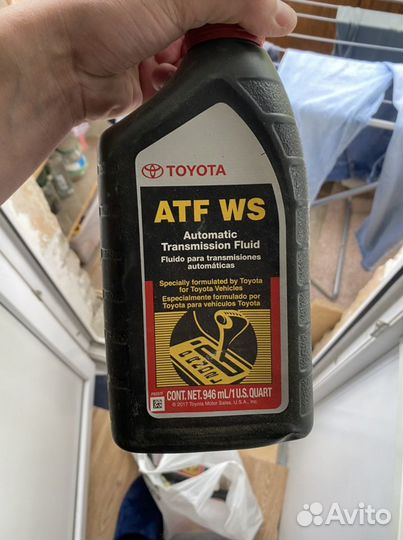 TOYOTA
ATF WS
Automatic
Transmission Fluid
Fluido para transmisiones
automáticas
Specially formulated by Toyota
for Toyota Vehicles
Especialmente formulado por
Toyota para vehículos Toyota
CONT. NET. 946 mL/1 U.S. QUART
© 2017 Toyota Motor Sales, U.S.A., Inc.
Avito